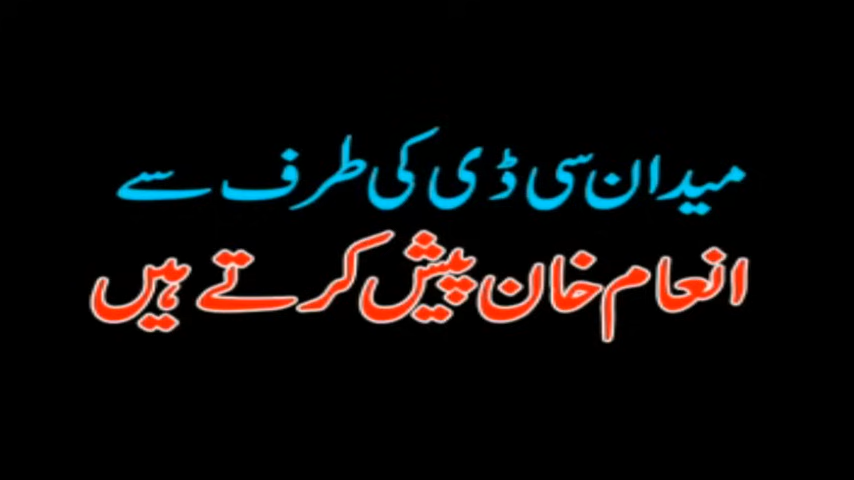 میدان سی ڈی کی طرف سے
انعام خان پیش کرتے ہیں